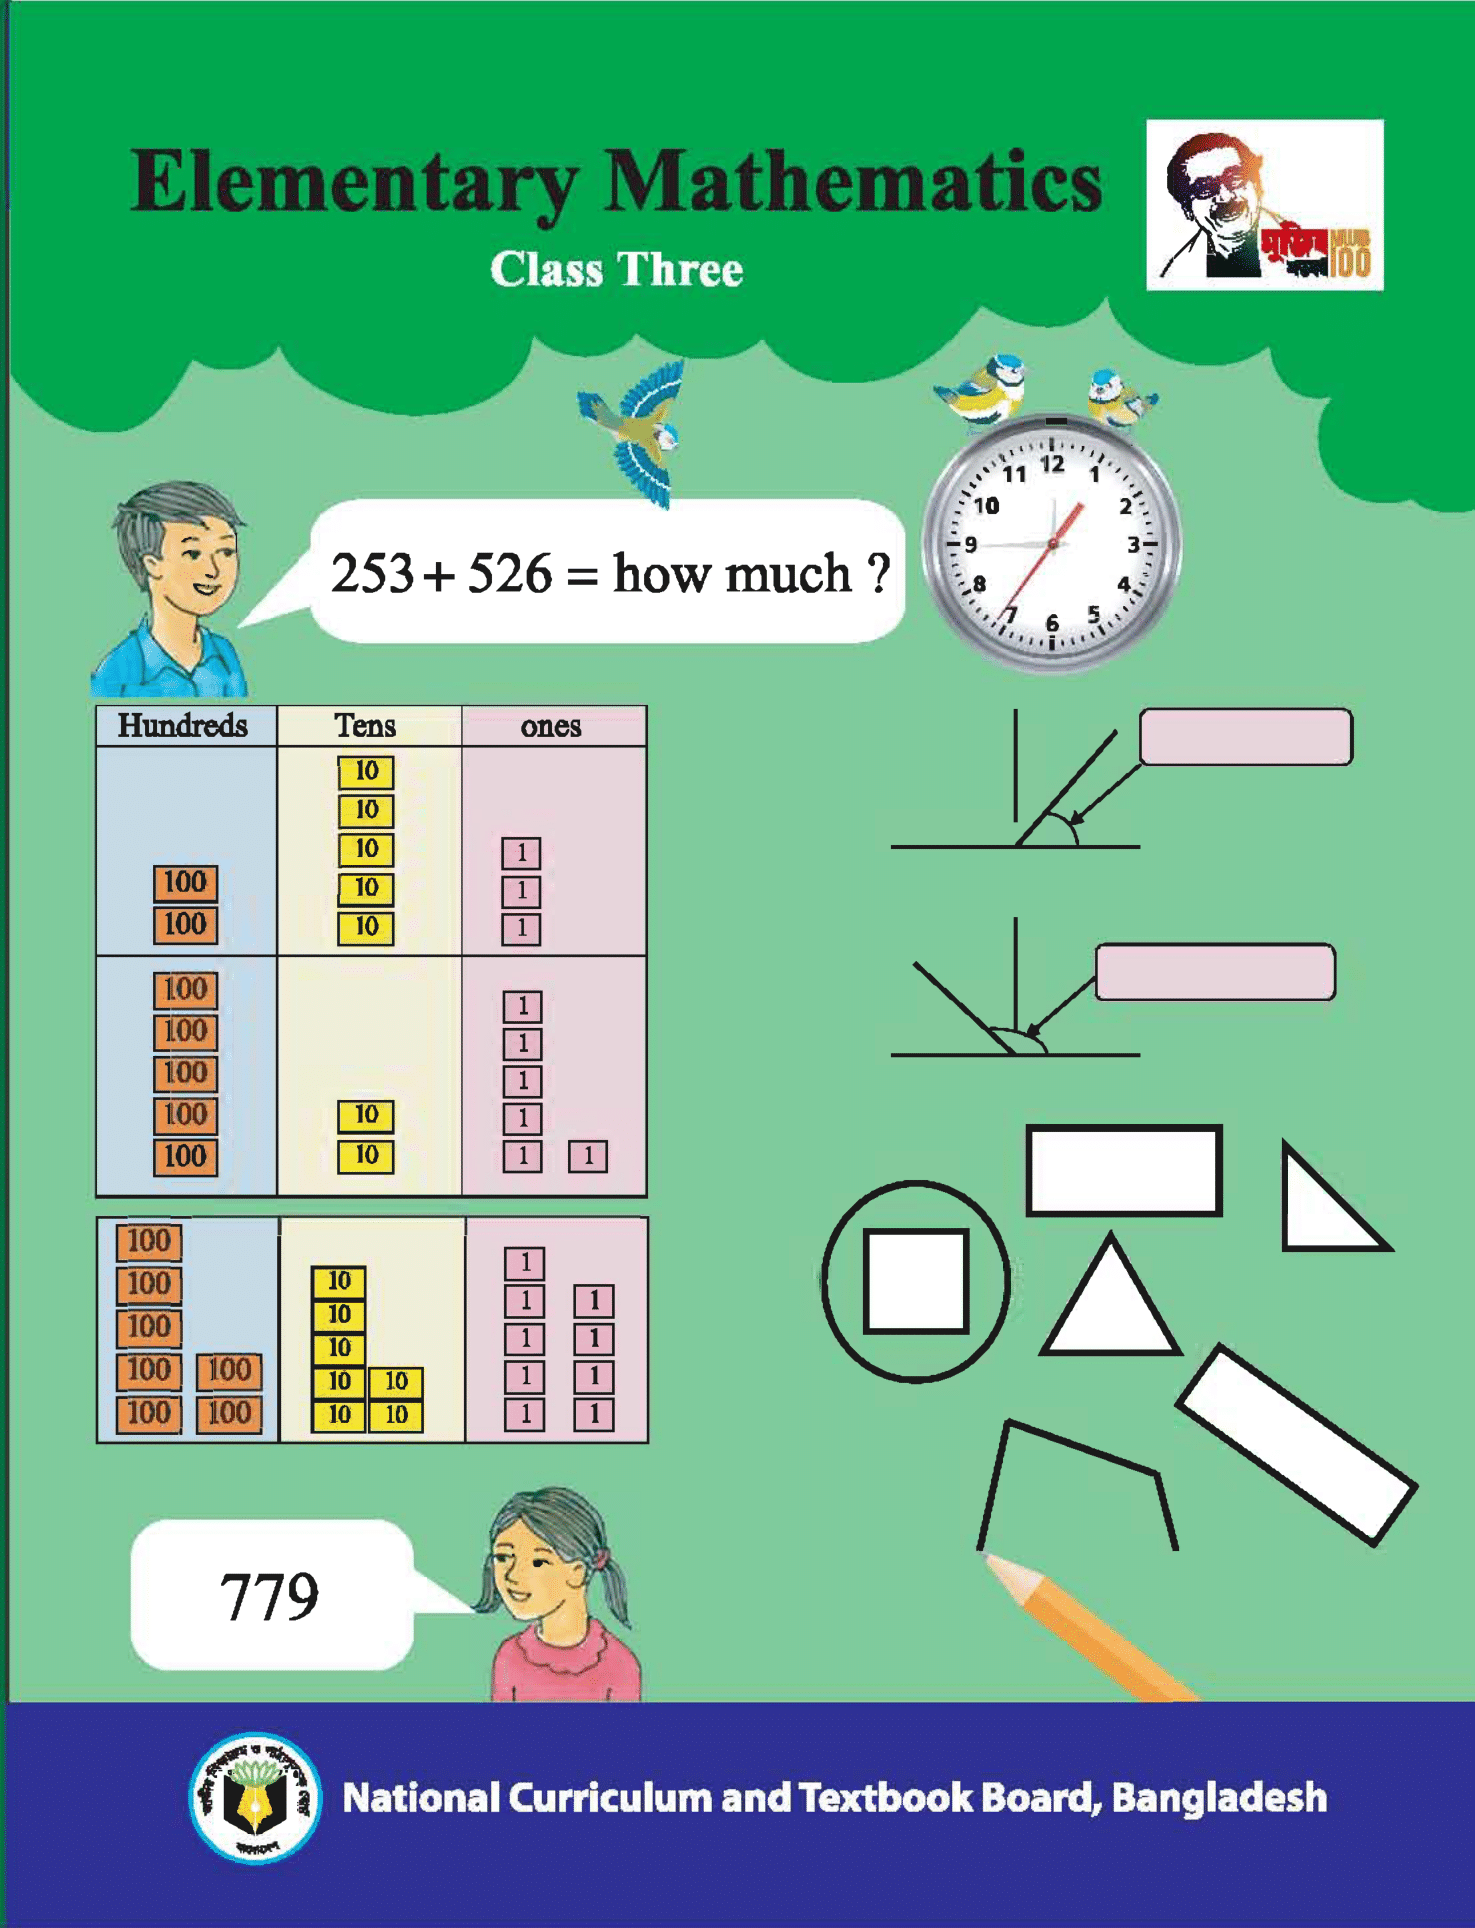 Elementary Mathematics
Class Three
মুজিব
100
11 12 1
10 2
9 3
8 4
7 6 5
253 + 526 = how much ?
Hundreds Tens ones
10
10
10 1
100 10 1
100 10 1
100 1
100 1
100 1
100 10 1
100 10 1 1
100 1
100 10 1 1
100 10 1 1
10
100 100 10 10 1 1
100 100 10 10 1 1
779
National Curriculum and Textbook Board, Bangladesh